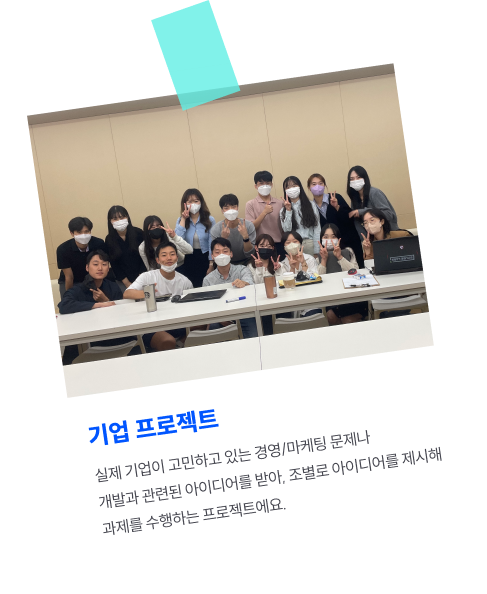 기업 프로젝트
실제 기업이 고민하고 있는 경영/마케팅 문제나
개발과 관련된 아이디어를 받아, 조별로 아이디어를 제시해
과제를 수행하는 프로젝트에요.